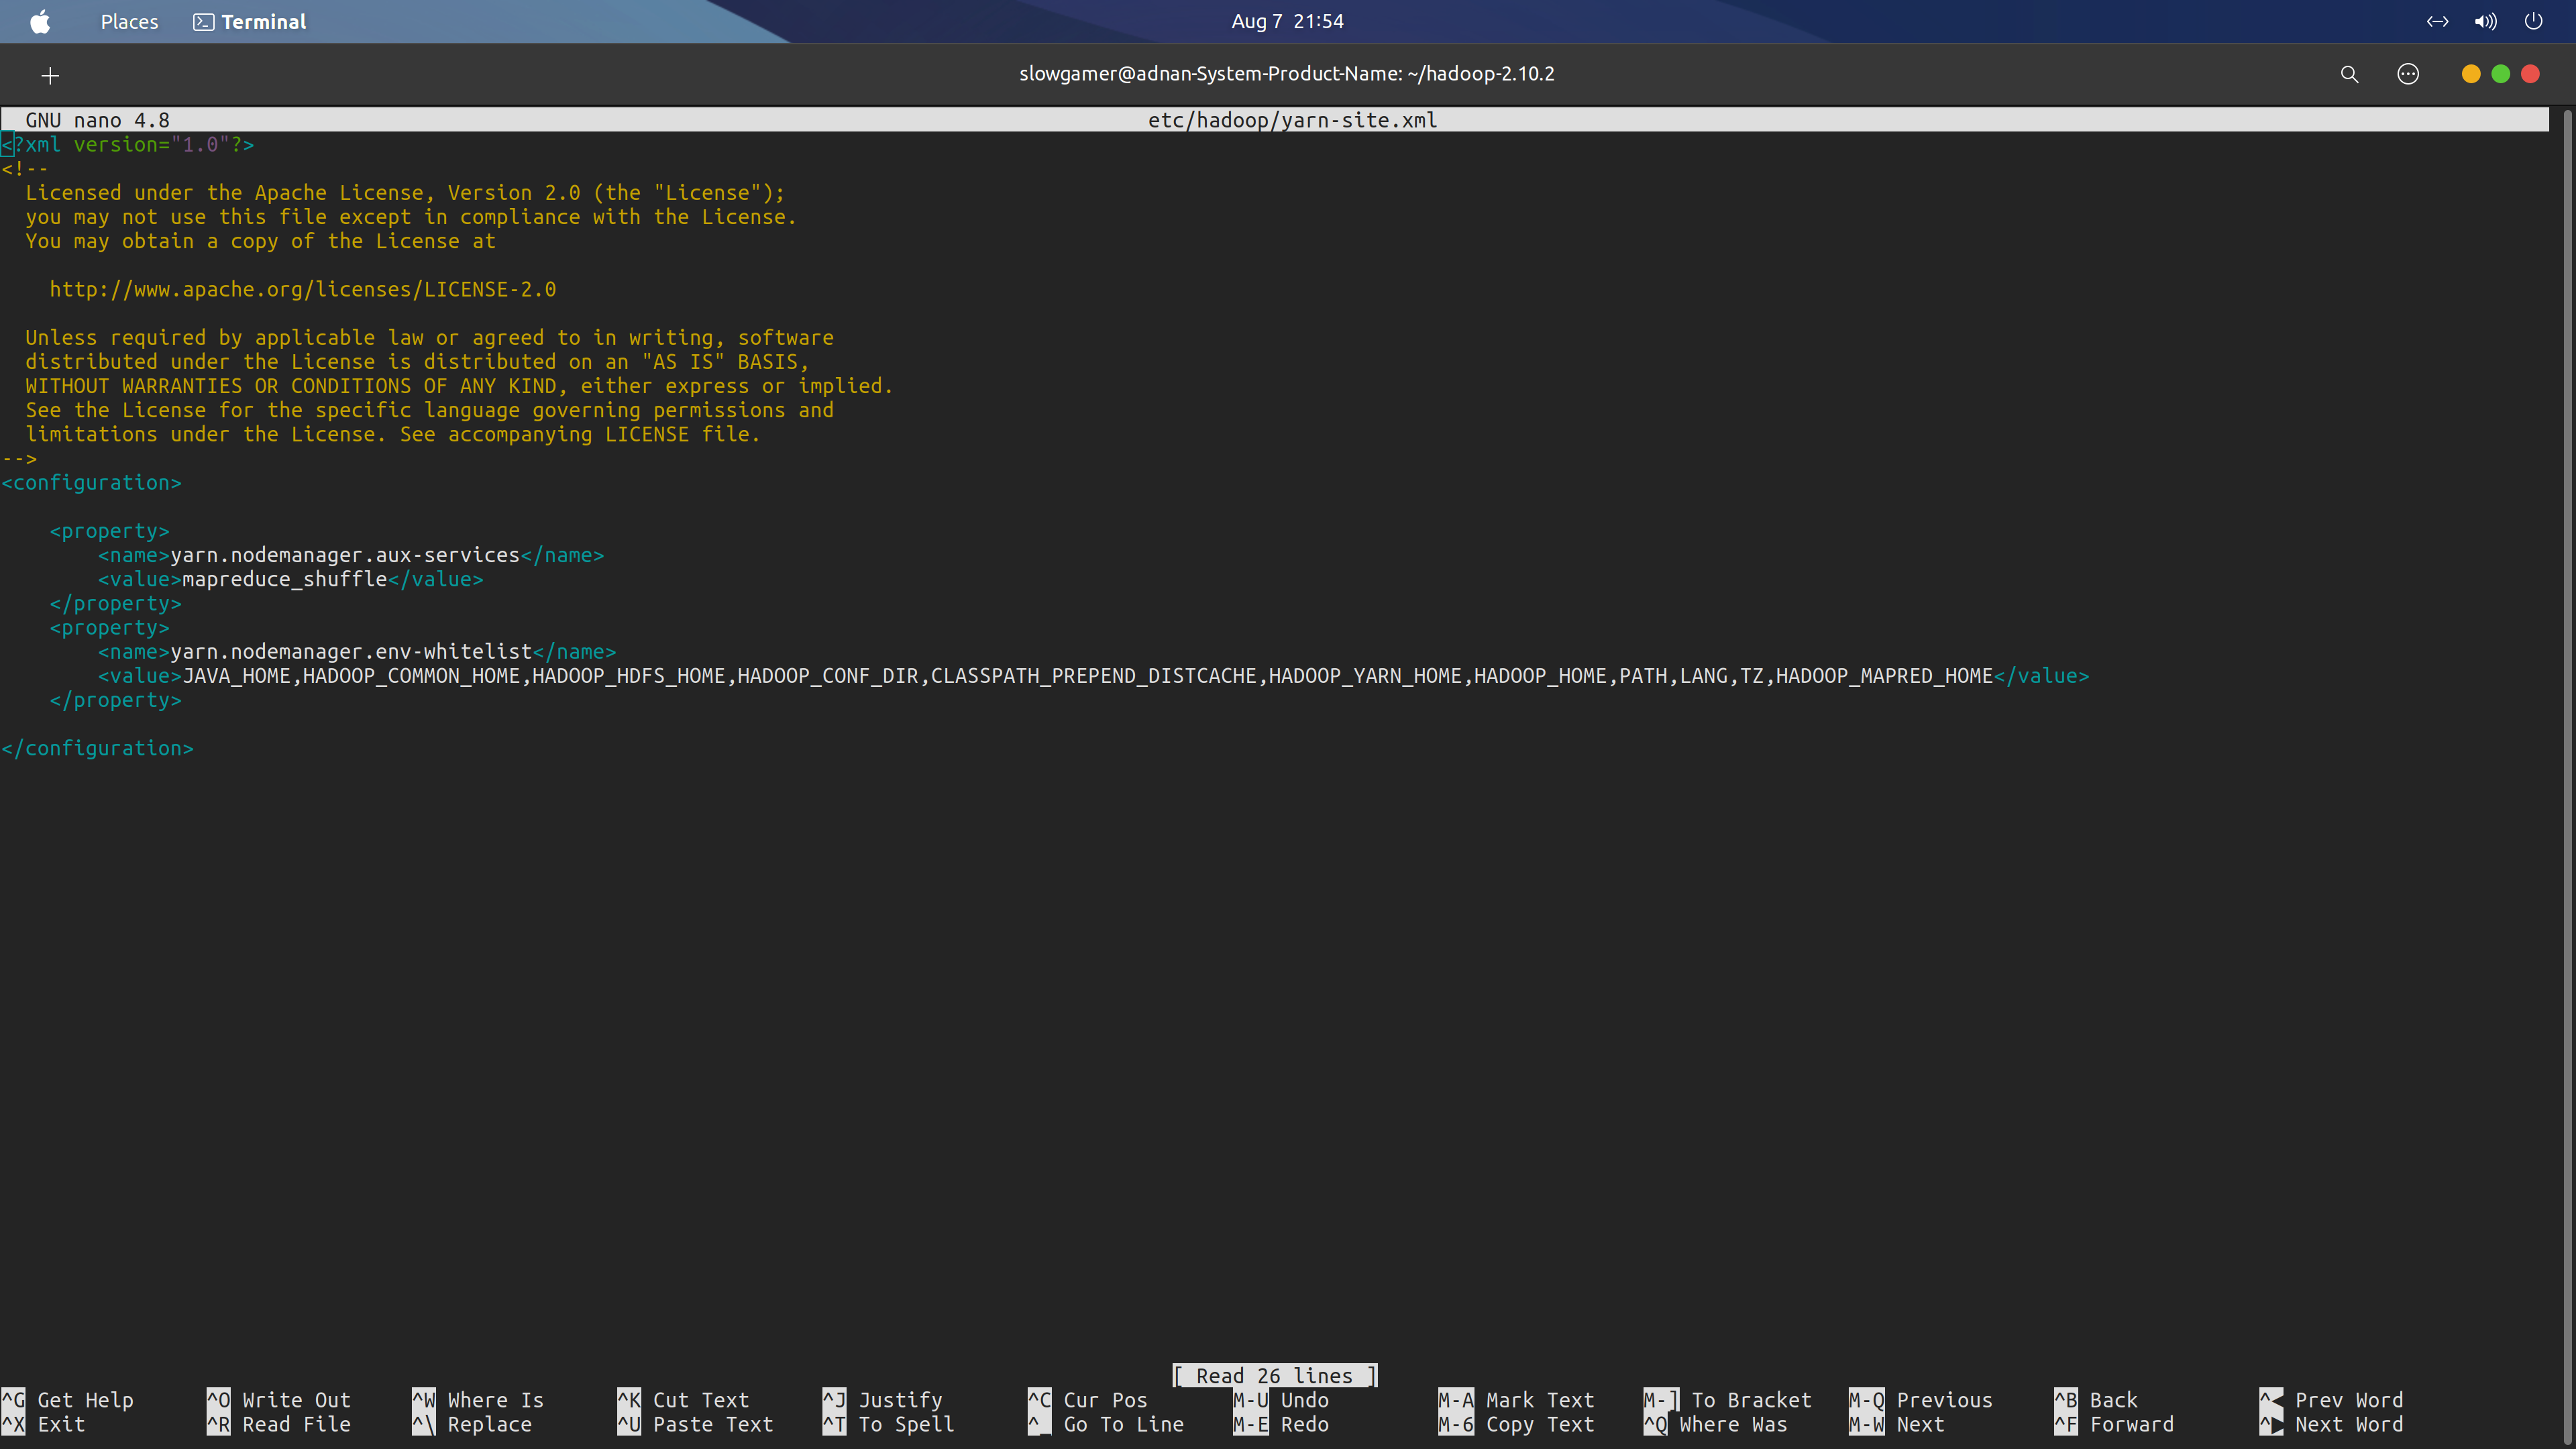 Places Terminal Aug 7 21:54
slowgamer@adnan-System-Product-Name: ~/hadoop-2.10.2
GNU nano 4.8 etc/hadoop/yarn-site.xml
<?xml version="1.0"?>
<!--
Licensed under the Apache License, Version 2.0 (the "License");
you may not use this file except in compliance with the License.
You may obtain a copy of the License at
http://www.apache.org/licenses/LICENSE-2.0
Unless required by applicable law or agreed to in writing, software
distributed under the License is distributed on an "AS IS" BASIS,
WITHOUT WARRANTIES OR CONDITIONS OF ANY KIND, either express or implied.
See the License for the specific language governing permissions and
limitations under the License. See accompanying LICENSE file.
-->
<configuration>
<property>
<name>yarn.nodemanager.aux-services</name>
<value>mapreduce_shuffle</value>
</property>
<property>
<name>yarn.nodemanager.env-whitelist</name>
<value>JAVA_HOME,HADOOP_COMMON_HOME,HADOOP_HDFS_HOME,HADOOP_CONF_DIR,CLASSPATH_PREPEND_DISTCACHE,HADOOP_YARN_HOME,HADOOP_HOME,PATH,LANG,TZ,HADOOP_MAPRED_HOME</value>
</property>
</configuration>
[ Read 26 lines ]
^G Get Help ^O Write Out ^W Where Is ^K Cut Text ^J Justify ^C Cur Pos M-U Undo M-A Mark Text M-] To Bracket M-Q Previous ^B Back ^◀ Prev Word
^X Exit ^R Read File ^\ Replace ^U Paste Text ^T To Spell ^_ Go To Line M-E Redo M-6 Copy Text ^Q Where Was M-W Next ^F Forward ^▶ Next Word